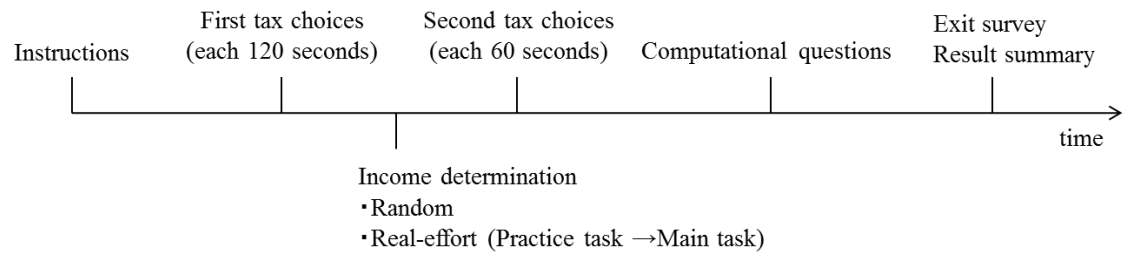 Instructions
First tax choices
(each 120 seconds)
Second tax choices
(each 60 seconds)
Computational questions
Exit survey
Result summary
time
Income determination
・Random
・Real-effort (Practice task →Main task)